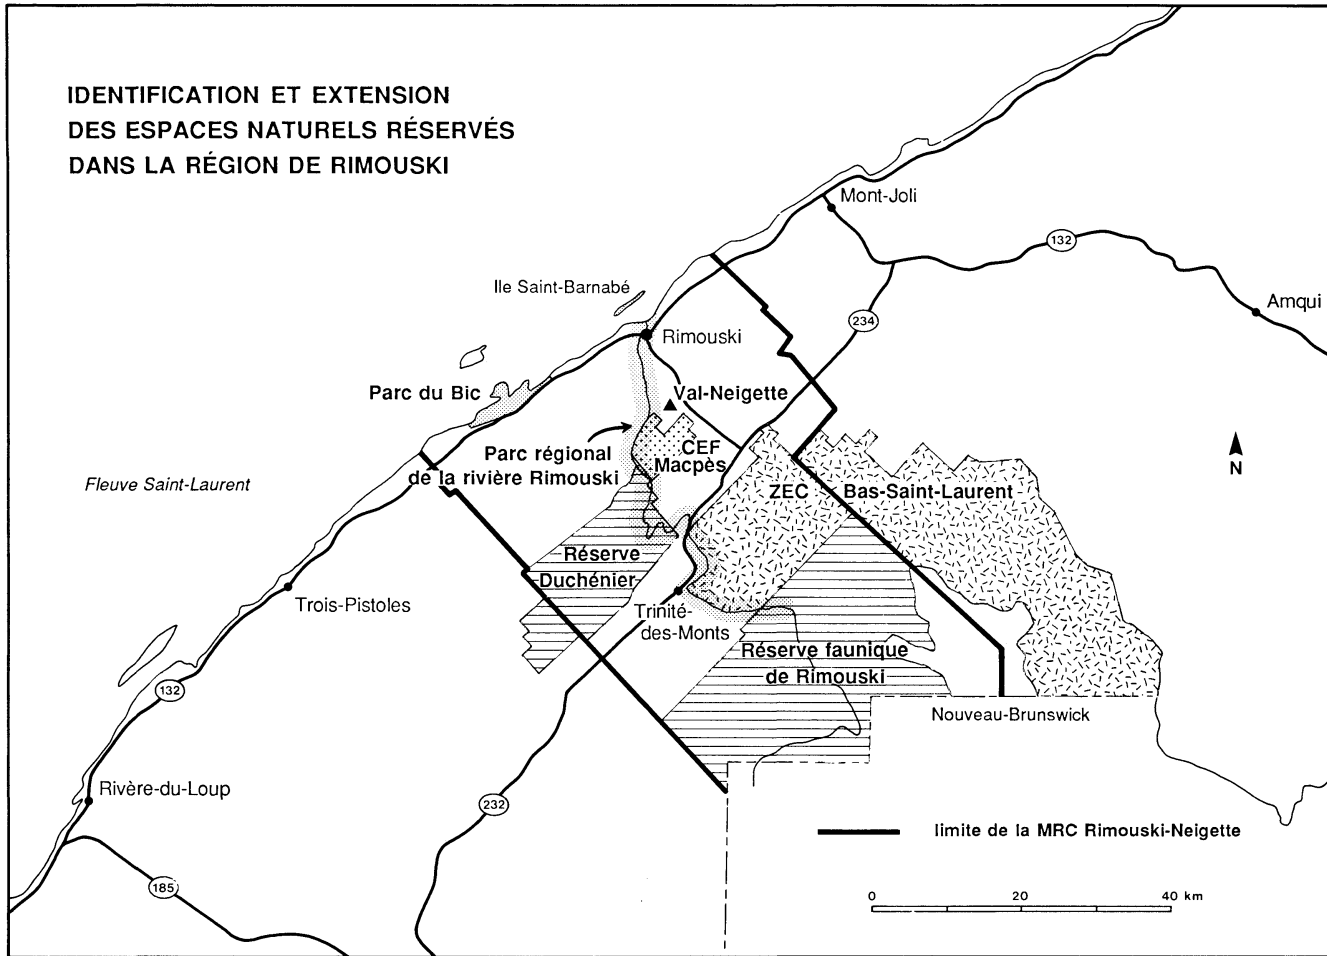 IDENTIFICATION ET EXTENSION
DES ESPACES NATURELS RÉSERVÉS
DANS LA RÉGION DE RIMOUSKI
Mont-Joli
132
Ile Saint-Barnabé
Amqui
234
Rimouski
Parc du Bic
Val-Neigette
Parc régional
de la rivière Rimouski
CEF
Macpès
N
Fleuve Saint-Laurent
ZEC Bas-Saint-Laurent
Réserve
Duchénier
Trois-Pistoles
Trinité-
des-Monts
Réserve faunique
de Rimouski
132
Nouveau-Brunswick
Rivère-du-Loup
232
limite de la MRC Rimouski-Neigette
185
0 20 40 km